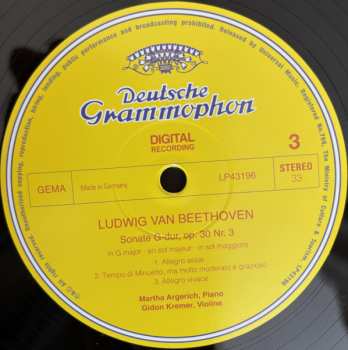 Deutsche
Grammophon
DIGITAL
RECORDING
3
GEMA
Made in Germany
LP43196
STEREO
33
LUDWIG VAN BEETHOVEN
Sonate G-dur, op. 30 Nr. 3
in G major · en sol majeur · in sol maggiore
1. Allegro assai
2. Tempo di Minuetto, ma molto moderato e grazioso
3. Allegro vivace
Martha Argerich, Piano
Gidon Kremer, Violine